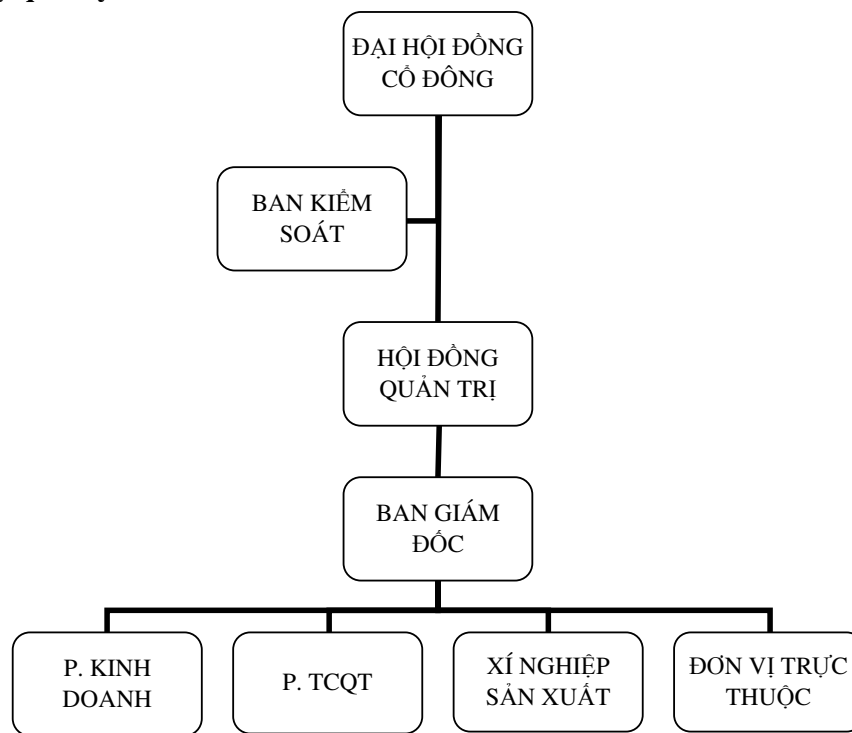 ĐẠI HỘI ĐỒNG
CỔ ĐÔNG
BAN KIỂM
SOÁT
HỘI ĐỒNG
QUẢN TRỊ
BAN GIÁM
ĐỐC
P. KINH
DOANH
P. TCQT
XÍ NGHIỆP
SẢN XUẤT
ĐƠN VỊ TRỰC
THUỘC